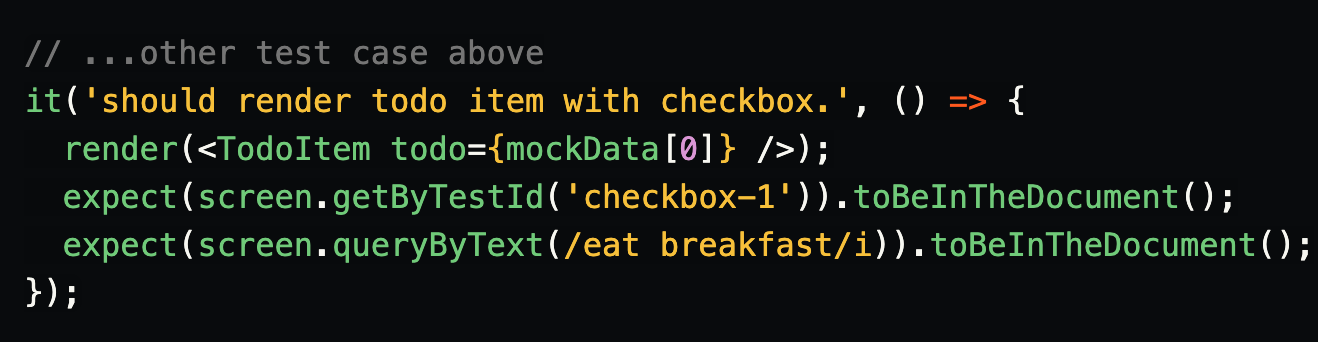 // ...other test case above
it('should render todo item with checkbox.', () => {
  render(<TodoItem todo={mockData[0]} />);
  expect(screen.getByTestId('checkbox-1')).toBeInTheDocument();
  expect(screen.queryByText(/eat breakfast/i)).toBeInTheDocument();
});